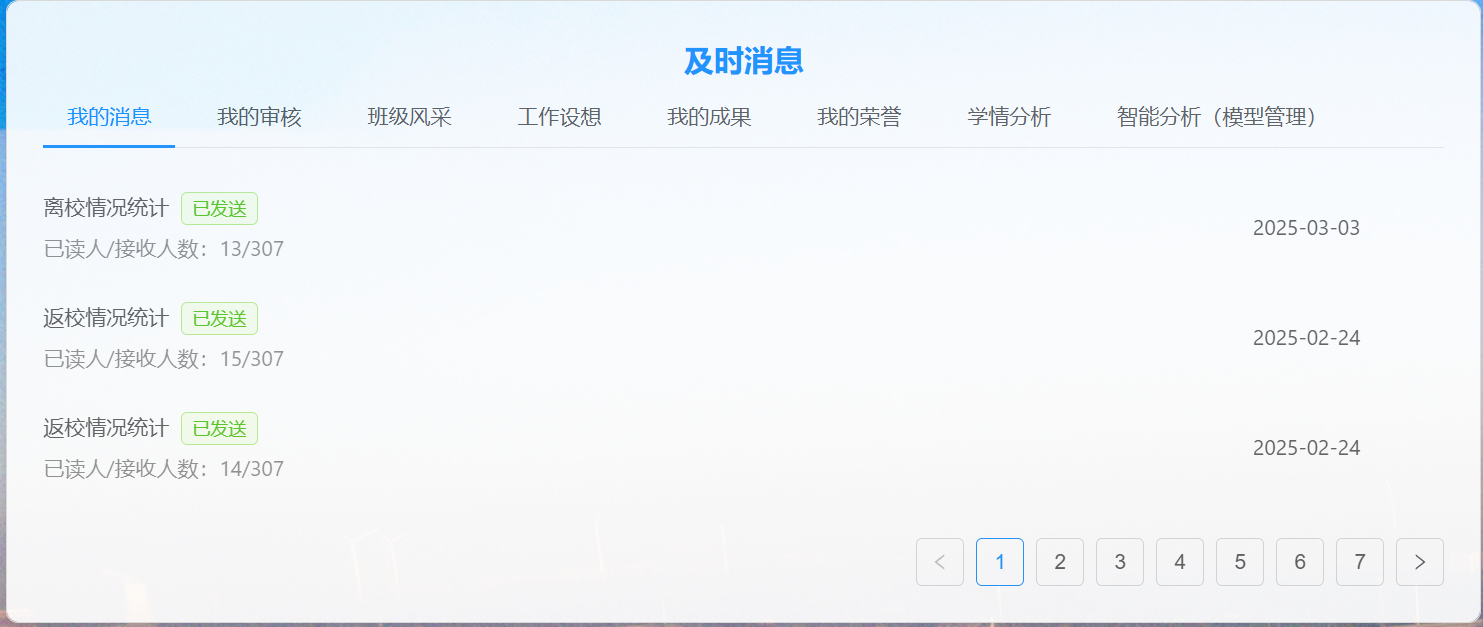 及时消息
我的消息 我的审核 班级风采 工作设想 我的成果 我的荣誉 学情分析 智能分析（模型管理）
离校情况统计 已发送
2025-03-03
已读人/接收人数：13/307
返校情况统计 已发送
2025-02-24
已读人/接收人数：15/307
返校情况统计 已发送
2025-02-24
已读人/接收人数：14/307
< 1 2 3 4 5 6 7 >